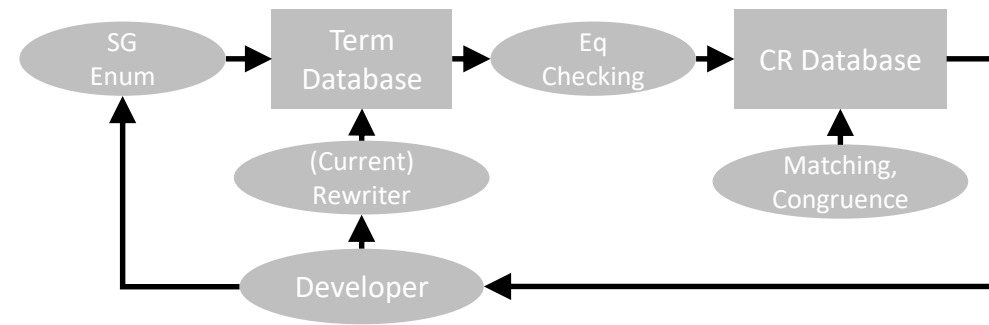 SG
Enum
Term
Database
Eq
Checking
CR Database
(Current)
Rewriter
Matching,
Congruence
Developer